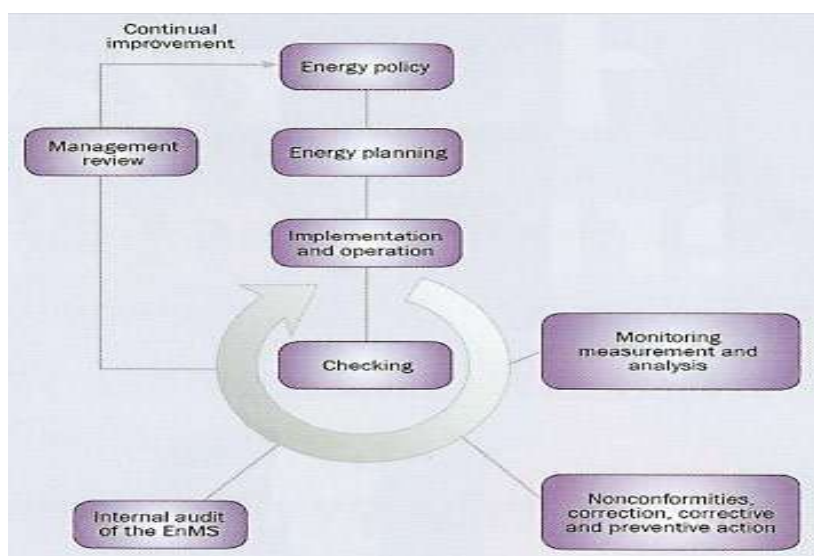 Continual
improvement
Energy policy
Management
review
Energy planning
Implementation
and operation
Checking
Monitoring
measurement and
analysis
Internal audit
of the EnMS
Nonconformities,
correction, corrective
and preventive action